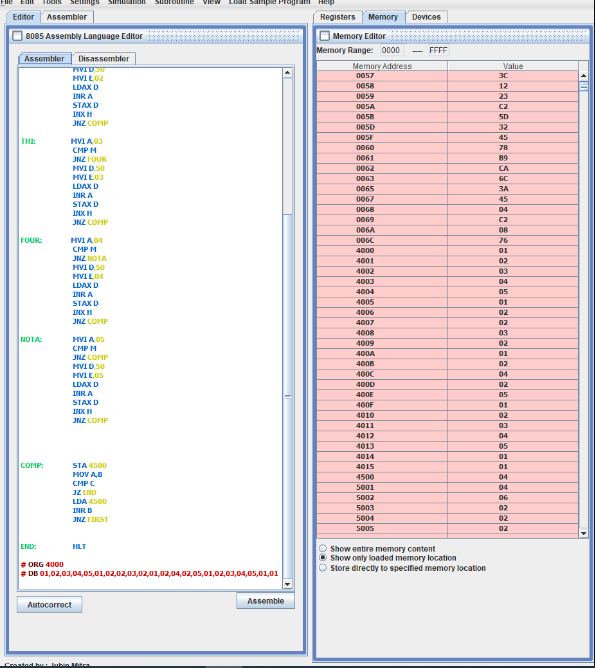 File Edit Tools Settings Simulation Subroutine View Load Sample Program Help
Editor Assembler
8085 Assembly Language Editor
Assembler Disassembler
MVI D,50
MVI E,02
LDAX D
INR A
STAX D
INX H
JNZ COMP
THI: MVI A,03
CMP M
JNZ FOUR
MVI D,50
MVI E,03
LDAX D
INR A
STAX D
INX H
JNZ COMP
FOUR: MVI A,04
CMP M
JNZ NOTA
MVI D,50
MVI E,04
LDAX D
INR A
STAX D
INX H
JNZ COMP
NOTA: MVI A,05
CMP M
JNZ COMP
MVI D,50
MVI E,05
LDAX D
INR A
STAX D
INX H
JNZ COMP
COMP: STA 4500
MOV A,B
CMP C
JZ END
LDA 4500
INR B
JNZ FIRST
END: HLT
# ORG 4000
# DB 01,02,03,04,05,01,02,02,03,02,01,02,04,02,05,01,02,03,04,05,01,01
Autocorrect
Assemble
Created by : Jubin Mitra
Registers Memory Devices
Memory Editor
Memory Range: 0000 ---- FFFF
Memory Address Value
0057 3C
0058 12
0059 23
005A C2
005B 5D
005D 32
005F 45
0060 78
0061 B9
0062 CA
0063 6C
0065 3A
0067 45
0068 04
0069 C2
006A 08
006C 76
4000 01
4001 02
4002 03
4003 04
4004 05
4005 01
4006 02
4007 02
4008 03
4009 02
400A 01
400B 02
400C 04
400D 02
400E 05
400F 01
4010 02
4011 03
4012 04
4013 05
4014 01
4015 01
4500 04
5001 04
5002 06
5003 02
5004 02
5005 02
Show entire memory content
Show only loaded memory location
Store directly to specified memory location